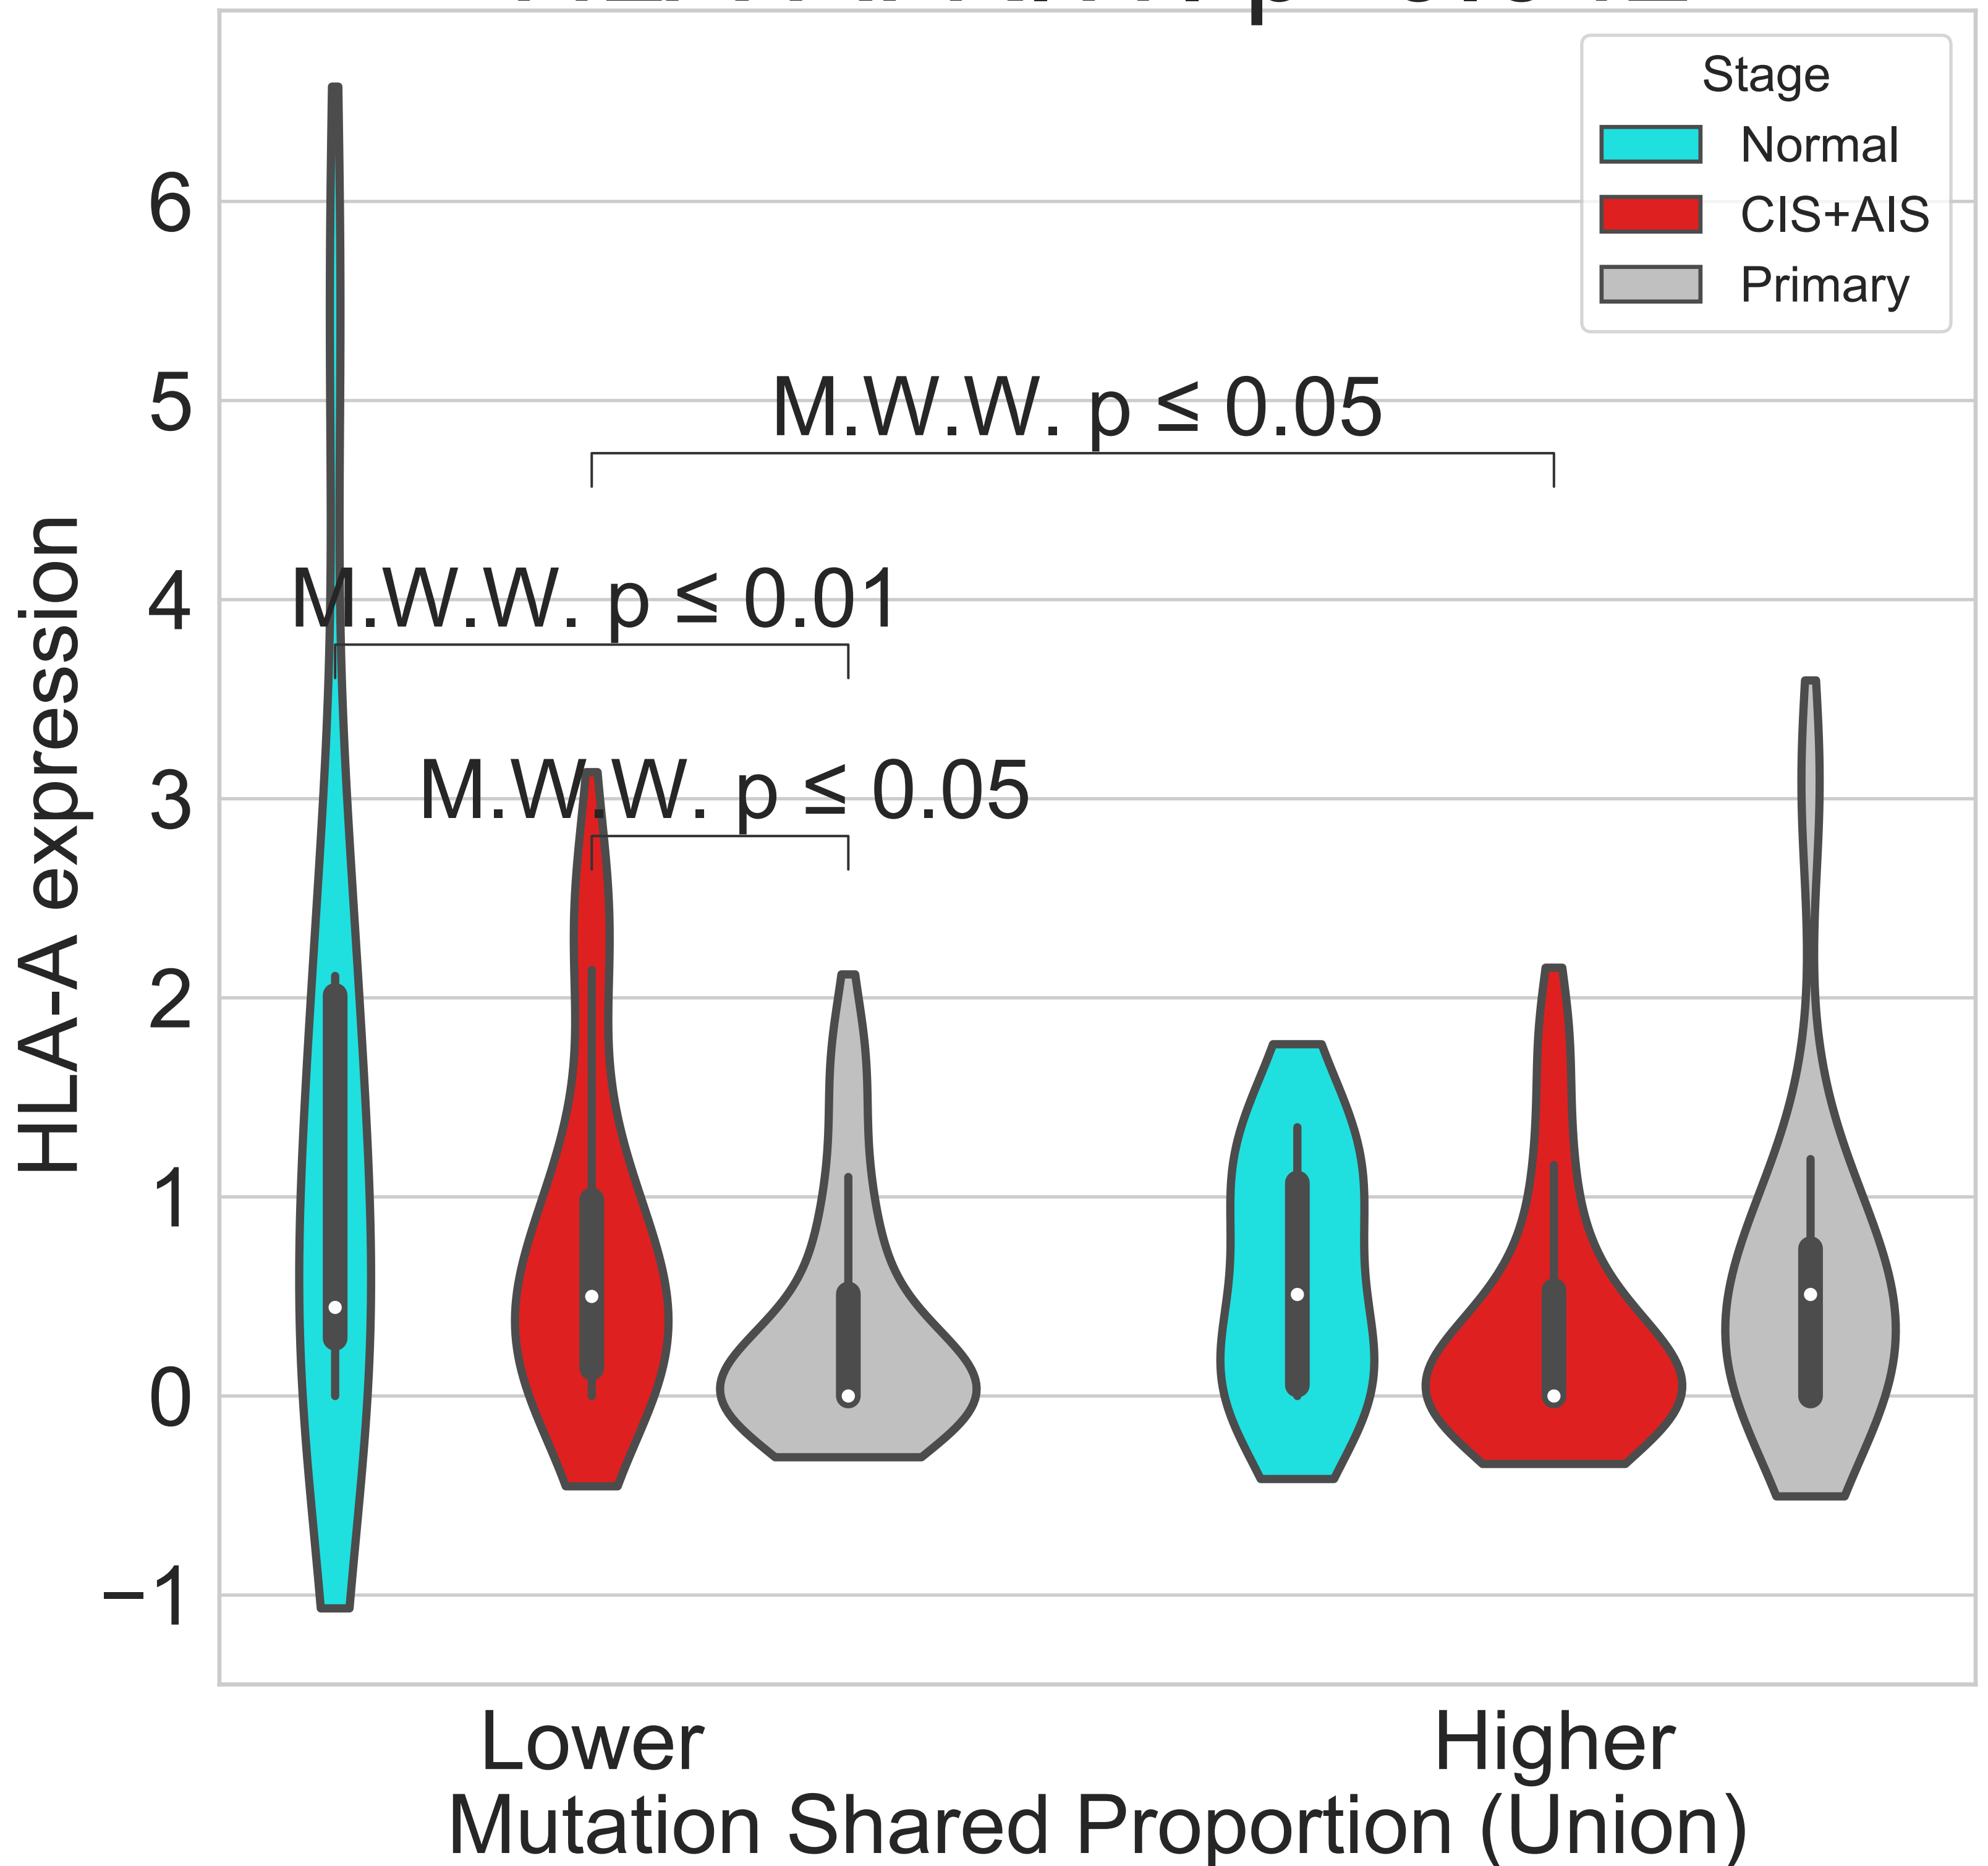 Stage
Normal
CIS+AIS
Primary
6
5
4
3
2
1
0
−1
HLA-A expression
M.W.W. p ≤ 0.05
M.W.W. p ≤ 0.01
M.W.W. p ≤ 0.05
Lower
Higher
Mutation Shared Proportion (Union)